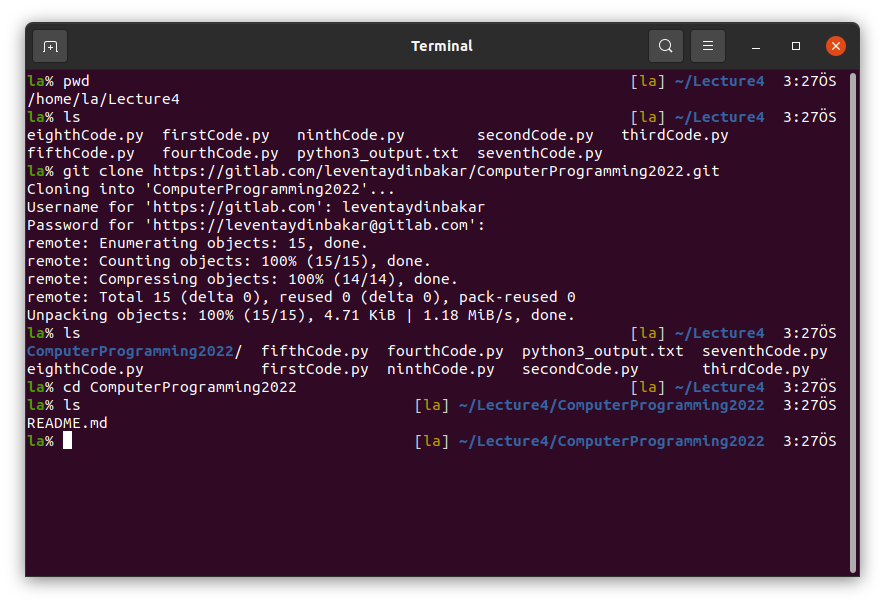 Terminal
la% pwd [la] ~/Lecture4 3:27ÖS
/home/la/Lecture4
la% ls [la] ~/Lecture4 3:27ÖS
eighthCode.py firstCode.py ninthCode.py secondCode.py thirdCode.py
fifthCode.py fourthCode.py python3_output.txt seventhCode.py
la% git clone https://gitlab.com/leventaydinbakar/ComputerProgramming2022.git
Cloning into 'ComputerProgramming2022'...
Username for 'https://gitlab.com': leventaydinbakar
Password for 'https://leventaydinbakar@gitlab.com':
remote: Enumerating objects: 15, done.
remote: Counting objects: 100% (15/15), done.
remote: Compressing objects: 100% (14/14), done.
remote: Total 15 (delta 0), reused 0 (delta 0), pack-reused 0
Unpacking objects: 100% (15/15), 4.71 KiB | 1.18 MiB/s, done.
la% ls [la] ~/Lecture4 3:27ÖS
ComputerProgramming2022/ fifthCode.py fourthCode.py python3_output.txt seventhCode.py
eighthCode.py firstCode.py ninthCode.py secondCode.py thirdCode.py
la% cd ComputerProgramming2022 [la] ~/Lecture4 3:27ÖS
la% ls [la] ~/Lecture4/ComputerProgramming2022 3:27ÖS
README.md
la% [la] ~/Lecture4/ComputerProgramming2022 3:27ÖS